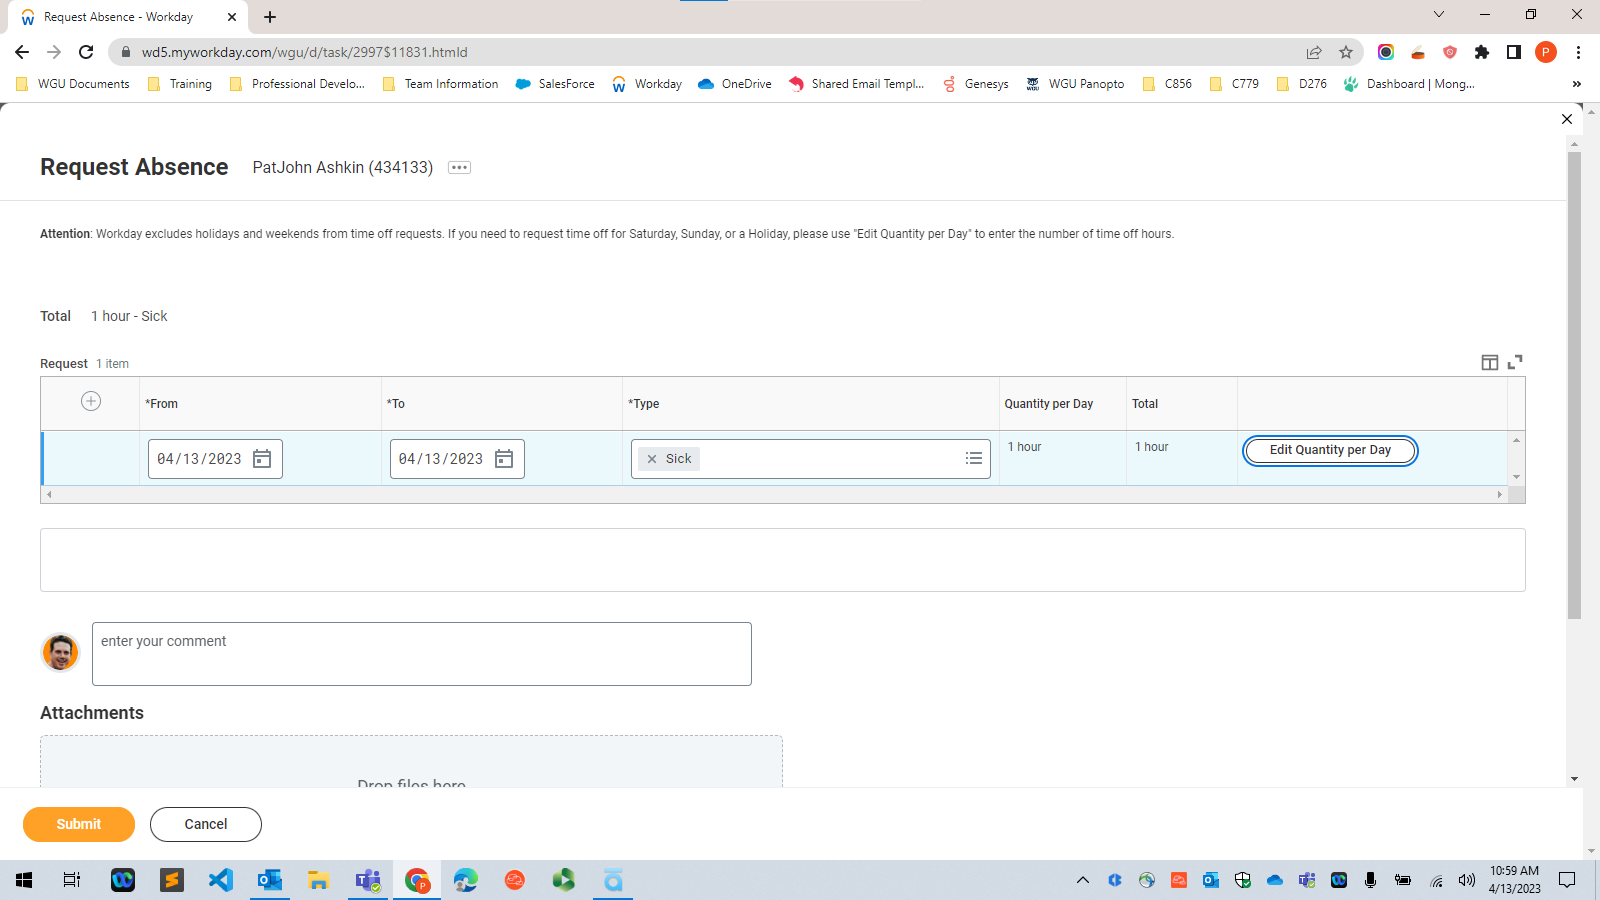 Request Absence - Workday
wd5.myworkday.com/wgu/d/task/2997$11831.htmld
P
WGU Documents
Training
Professional Develo...
Team Information
SalesForce
Workday
OneDrive
Shared Email Templ...
Genesys
WGU Panopto
C856
C779
D276
Dashboard | Mong...
»
Request Absence
PatJohn Ashkin (434133)
Attention: Workday excludes holidays and weekends from time off requests. If you need to request time off for Saturday, Sunday, or a Holiday, please use "Edit Quantity per Day" to enter the number of time off hours.
Total 1 hour - Sick
Request 1 item
*From
*To
*Type
Quantity per Day
Total
04/13/2023
04/13/2023
Sick
1 hour
1 hour
Edit Quantity per Day
enter your comment
Attachments
Drop files here
Submit
Cancel
10:59 AM
4/13/2023